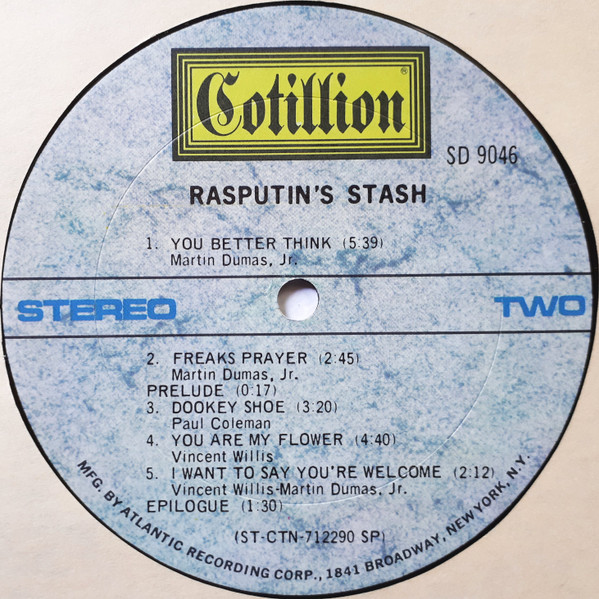 Cotillion®
SD 9046
RASPUTIN'S STASH
1. YOU BETTER THINK (5:39)
Martin Dumas, Jr.
STEREO TWO
2. FREAKS PRAYER (2:45)
Martin Dumas, Jr.
PRELUDE (0:17)
3. DOOKEY SHOE (3:20)
Paul Coleman
4. YOU ARE MY FLOWER (4:40)
Vincent Willis
5. I WANT TO SAY YOU'RE WELCOME (2:12)
Vincent Willis-Martin Dumas, Jr.
EPILOGUE (1:30)
(ST-CTN-712290 SP)
MFG. BY ATLANTIC RECORDING CORP., 1841 BROADWAY, NEW YORK, N.Y.